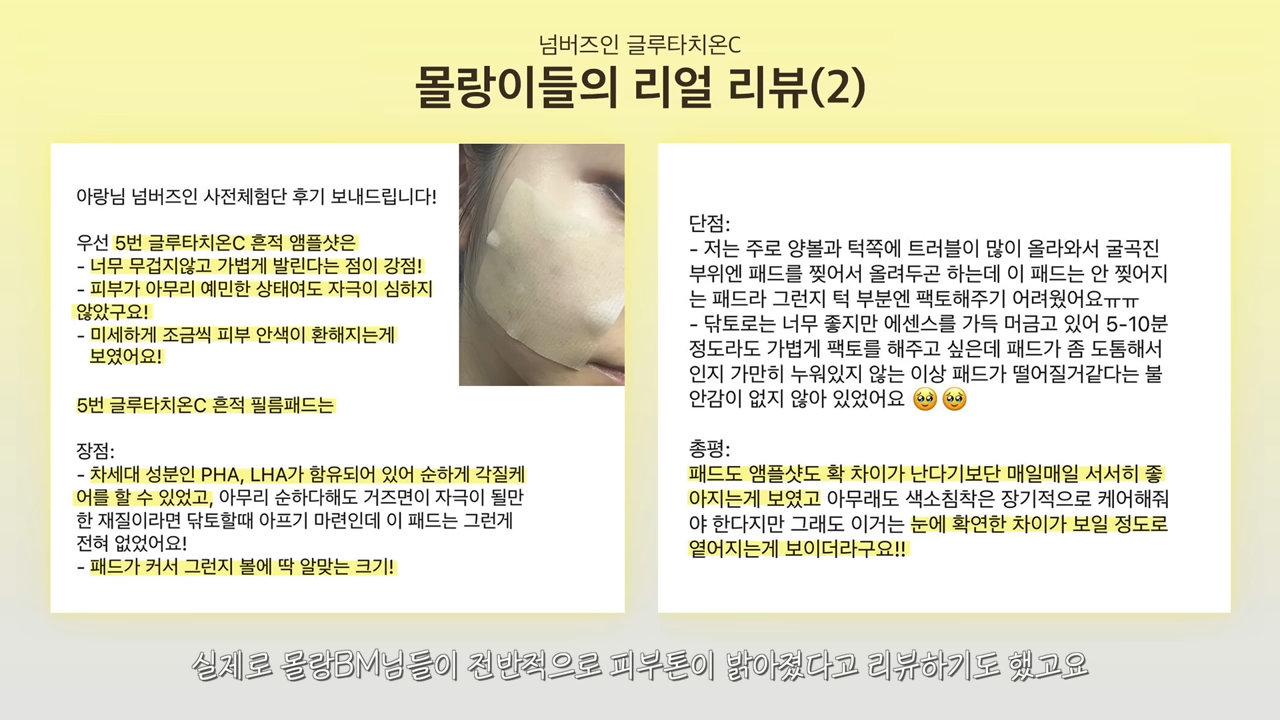 넘버즈인 글루타치온C
몰랑이들의 리얼 리뷰(2)
아랑님 넘버즈인 사전체험단 후기 보내드립니다!
우선 5번 글루타치온C 흔적 앰플샷은
- 너무 무겁지않고 가볍게 발린다는 점이 강점!
- 피부가 아무리 예민한 상태여도 자극이 심하지
않았구요!
- 미세하게 조금씩 피부 안색이 환해지는게
보였어요!
5번 글루타치온C 흔적 필름패드는
장점:
- 차세대 성분인 PHA, LHA가 함유되어 있어 순하게 각질케
어를 할 수 있었고, 아무리 순하다해도 거즈면이 자극이 될만
한 재질이라면 닦토할때 아프기 마련인데 이 패드는 그런게
전혀 없었어요!
- 패드가 커서 그런지 볼에 딱 알맞는 크기!
단점:
- 저는 주로 양볼과 턱쪽에 트러블이 많이 올라와서 굴곡진
부위엔 패드를 찢어서 올려두곤 하는데 이 패드는 안 찢어지
는 패드라 그런지 턱 부분엔 팩토해주기 어려웠어요ㅠㅠ
- 닦토로는 너무 좋지만 에센스를 가득 머금고 있어 5-10분
정도라도 가볍게 팩토를 해주고 싶은데 패드가 좀 도톰해서
인지 가만히 누워있지 않는 이상 패드가 떨어질거같다는 불
안감이 없지 않아 있었어요 🥹🥹
총평:
패드도 앰플샷도 확 차이가 난다기보단 매일매일 서서히 좋
아지는게 보였고 아무래도 색소침착은 장기적으로 케어해줘
야 한다지만 그래도 이거는 눈에 확연한 차이가 보일 정도로
옅어지는게 보이더라구요!!
실제로 몰랑BM님들이 전반적으로 피부톤이 밝아졌다고 리뷰하기도 했고요